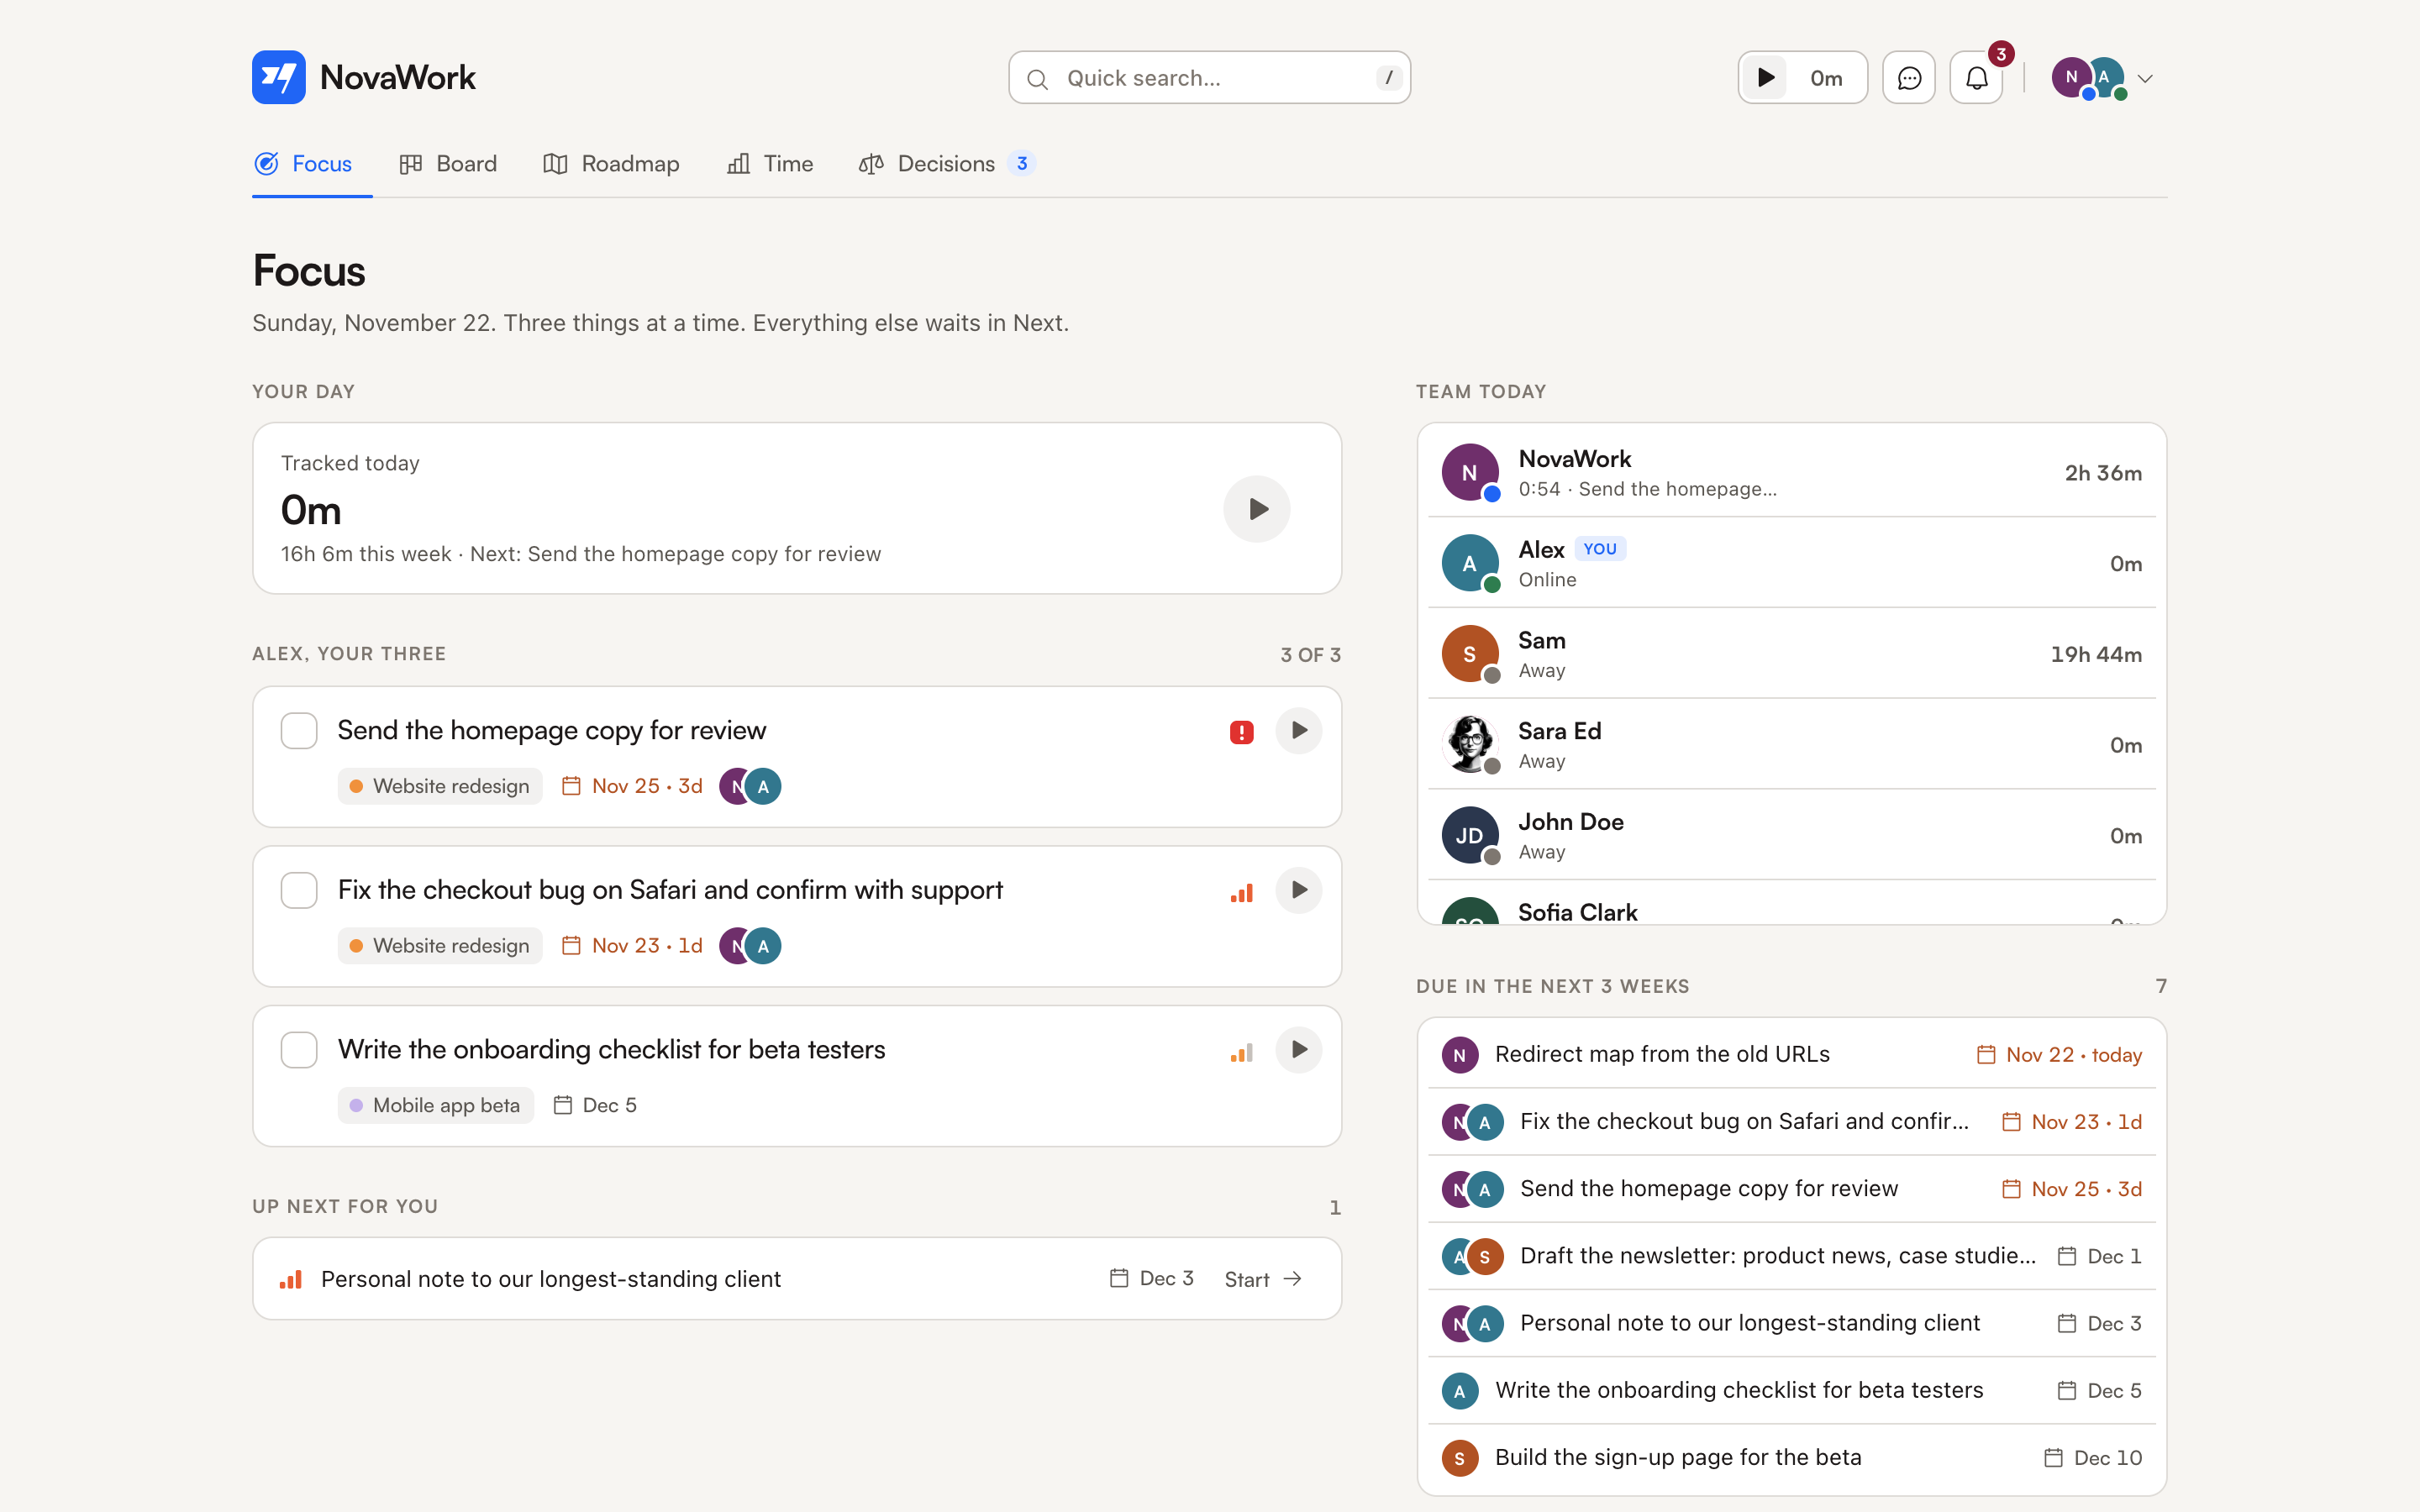 NovaWork
Quick search...
/
0m
3
N A
Focus
Board
Roadmap
Time
Decisions 3
Focus
Sunday, November 22. Three things at a time. Everything else waits in Next.
YOUR DAY
Tracked today
0m
16h 6m this week · Next: Send the homepage copy for review
ALEX, YOUR THREE
3 OF 3
Send the homepage copy for review
Website redesign
Nov 25 · 3d
N A
Fix the checkout bug on Safari and confirm with support
Website redesign
Nov 23 · 1d
N A
Write the onboarding checklist for beta testers
Mobile app beta
Dec 5
UP NEXT FOR YOU
1
Personal note to our longest-standing client
Dec 3
Start
TEAM TODAY
N
NovaWork
0:54 · Send the homepage...
2h 36m
A
Alex YOU
Online
0m
S
Sam
Away
19h 44m
Sara Ed
Away
0m
JD
John Doe
Away
0m
Sofia Clark
DUE IN THE NEXT 3 WEEKS
7
N Redirect map from the old URLs Nov 22 · today
N A Fix the checkout bug on Safari and confir... Nov 23 · 1d
N A Send the homepage copy for review Nov 25 · 3d
A S Draft the newsletter: product news, case studie... Dec 1
N A Personal note to our longest-standing client Dec 3
A Write the onboarding checklist for beta testers Dec 5
S Build the sign-up page for the beta Dec 10